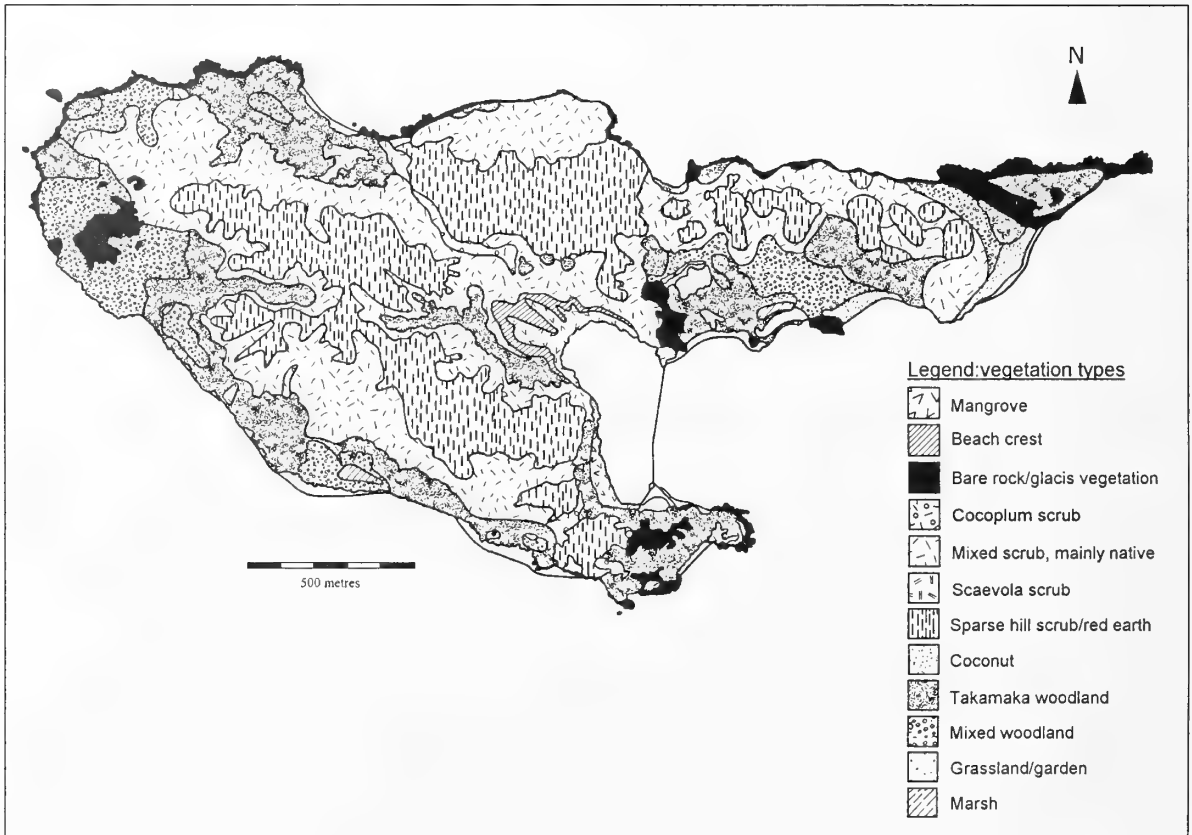 N
Legend:vegetation types
Mangrove
Beach crest
Bare rock/glacis vegetation
Cocoplum scrub
Mixed scrub, mainly native
Scaevola scrub
Sparse hill scrub/red earth
Coconut
Takamaka woodland
Mixed woodland
Grassland/garden
Marsh
500 metres